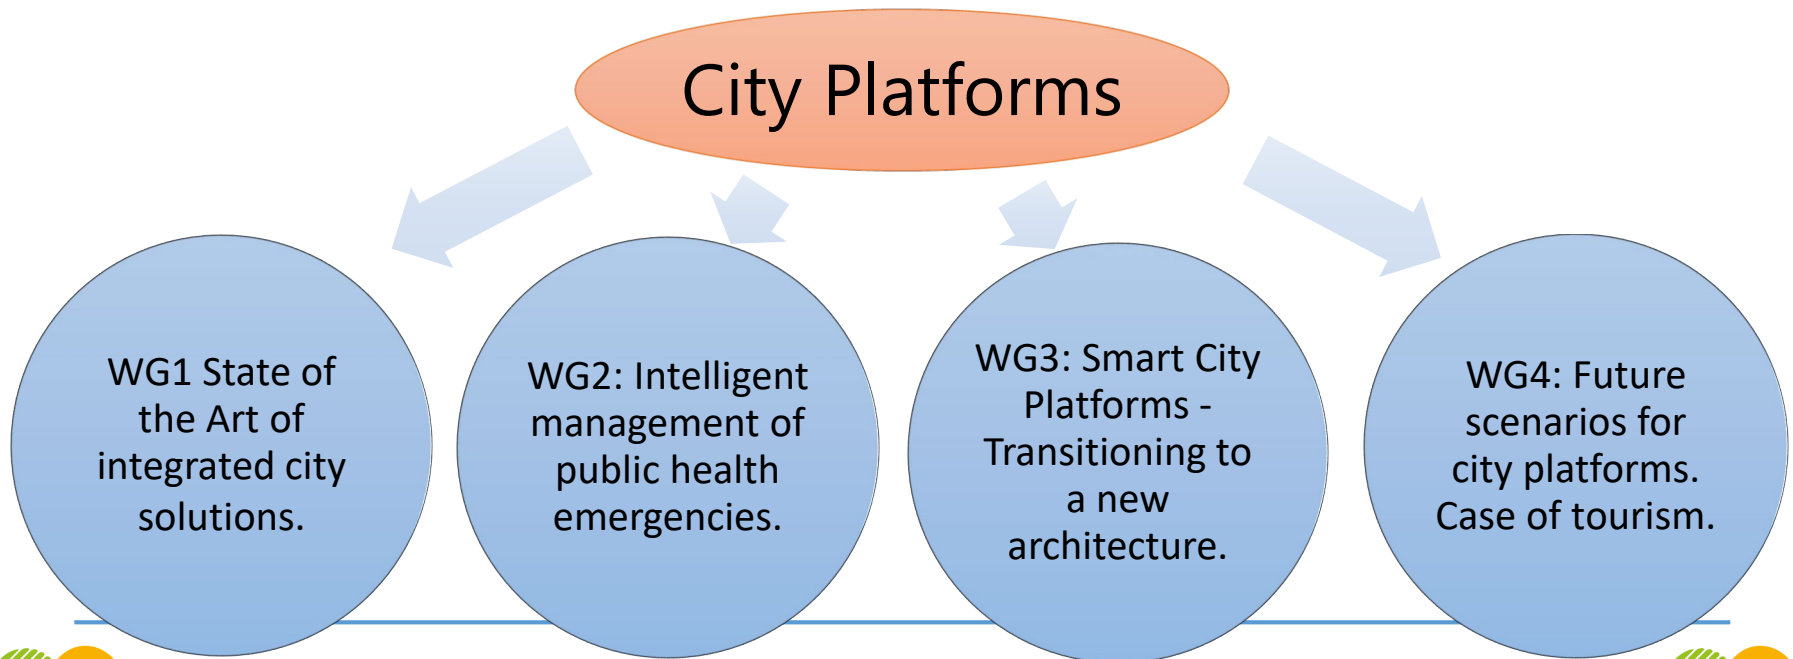 City Platforms
WG1 State of
the Art of
integrated city
solutions.
WG2: Intelligent
management of
public health
emergencies.
WG3: Smart City
Platforms -
Transitioning to
a new
architecture.
WG4: Future
scenarios for
city platforms.
Case of tourism.